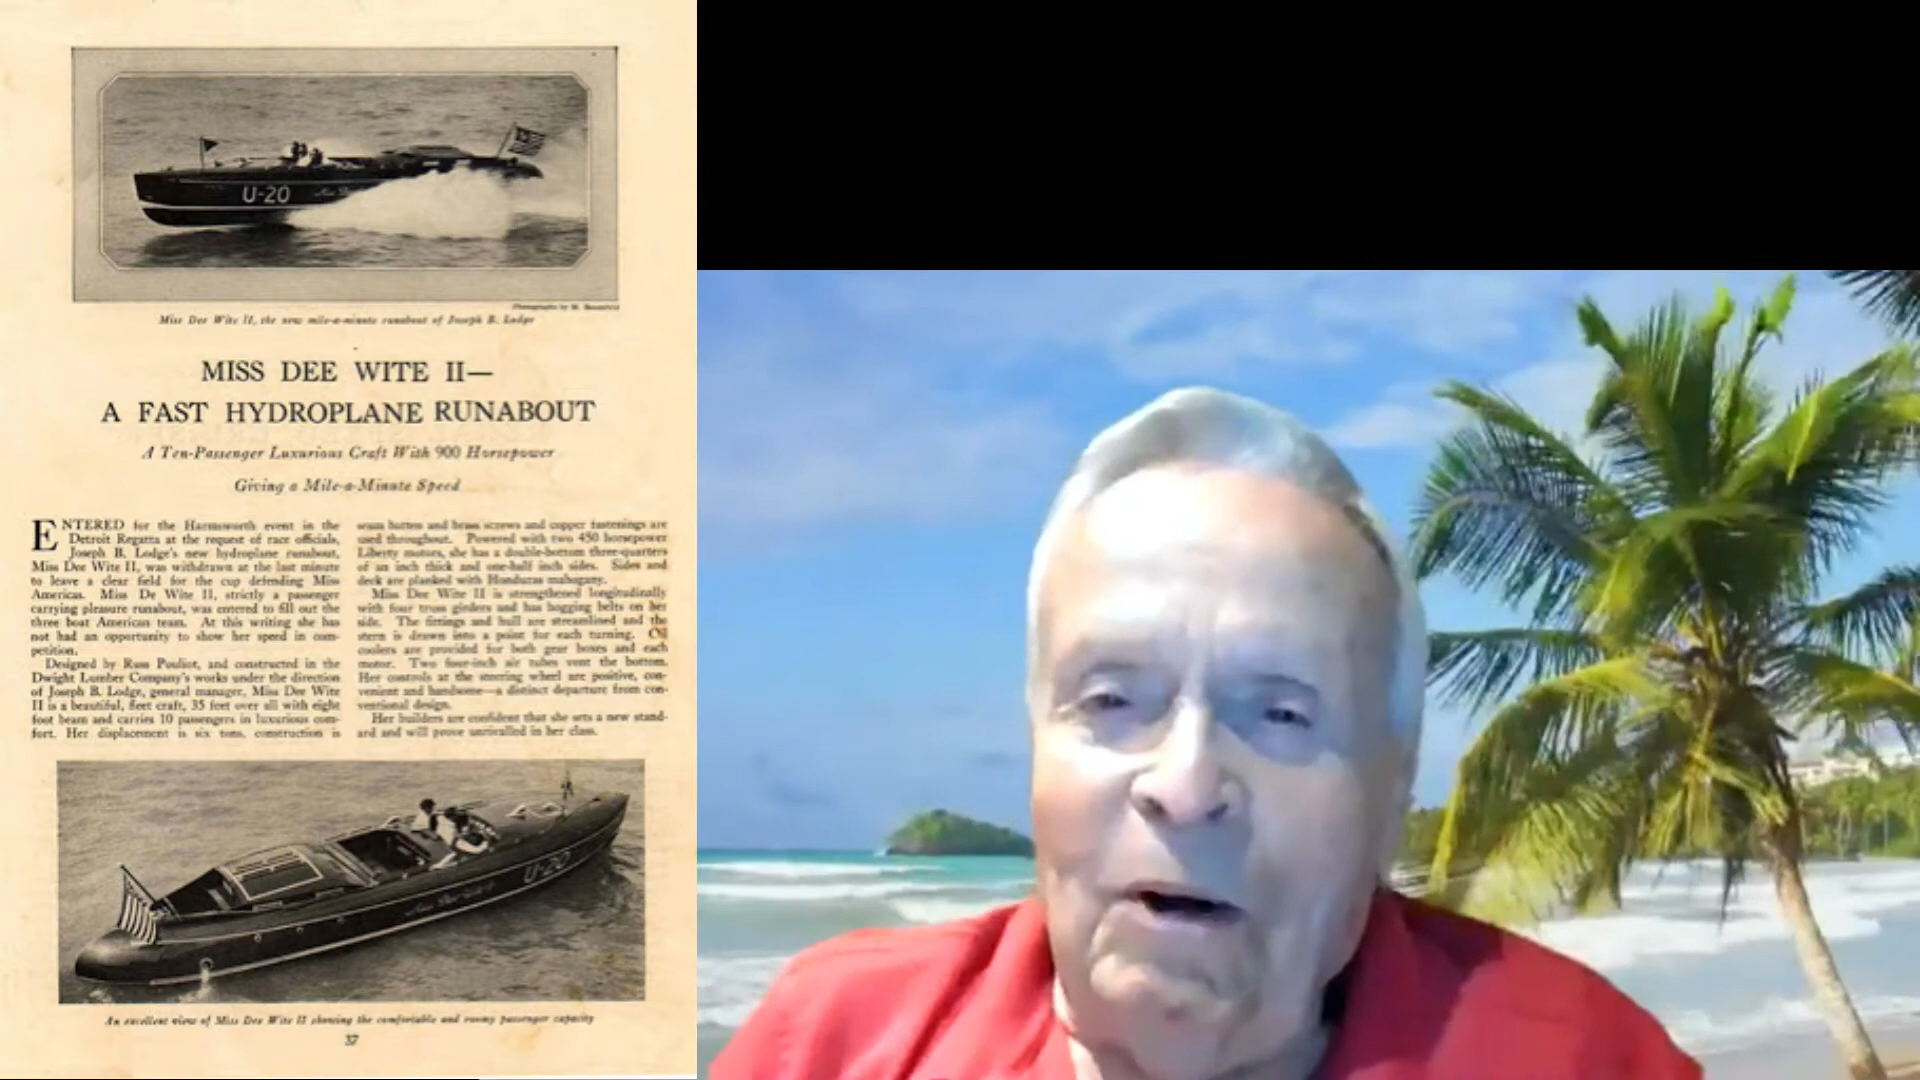 U-20
Photographs by M. Rosenfeld
Miss Dee Wite II, the new mile-a-minute runabout of Joseph B. Lodge
MISS DEE WITE II—
A FAST HYDROPLANE RUNABOUT
A Ten-Passenger Luxurious Craft With 900 Horsepower
Giving a Mile-a-Minute Speed
ENTERED for the Harmsworth event in the
Detroit Regatta at the request of race officials,
Joseph B. Lodge's new hydroplane runabout,
Miss Dee Wite II, was withdrawn at the last minute
to leave a clear field for the cup defending Miss
Americas. Miss De Wite II, strictly a passenger
carrying pleasure runabout, was entered to fill out the
three boat American team. At this writing she has
not had an opportunity to show her speed in com-
petition.
Designed by Russ Pouliot, and constructed in the
Dwight Lumber Company's works under the direction
of Joseph B. Lodge, general manager, Miss Dee Wite
II is a beautiful, fleet craft, 35 feet over all with eight
foot beam and carries 10 passengers in luxurious com-
fort. Her displacement is six tons, construction is
seam batten and brass screws and copper fastenings are
used throughout. Powered with two 450 horsepower
Liberty motors, she has a double-bottom three-quarters
of an inch thick and one-half inch sides. Sides and
deck are planked with Honduras mahogany.
Miss Dee Wite II is strengthened longitudinally
with four truss girders and has hogging belts on her
side. The fittings and hull are streamlined and the
stern is drawn into a point for each turning. Oil
coolers are provided for both gear boxes and each
motor. Two four-inch air tubes vent the bottom.
Her controls at the steering wheel are positive, con-
venient and handsome—a distinct departure from con-
ventional design.
Her builders are confident that she sets a new stand-
ard and will prove unrivalled in her class.
U-20
An excellent view of Miss Dee Wite II showing the comfortable and roomy passenger capacity
37